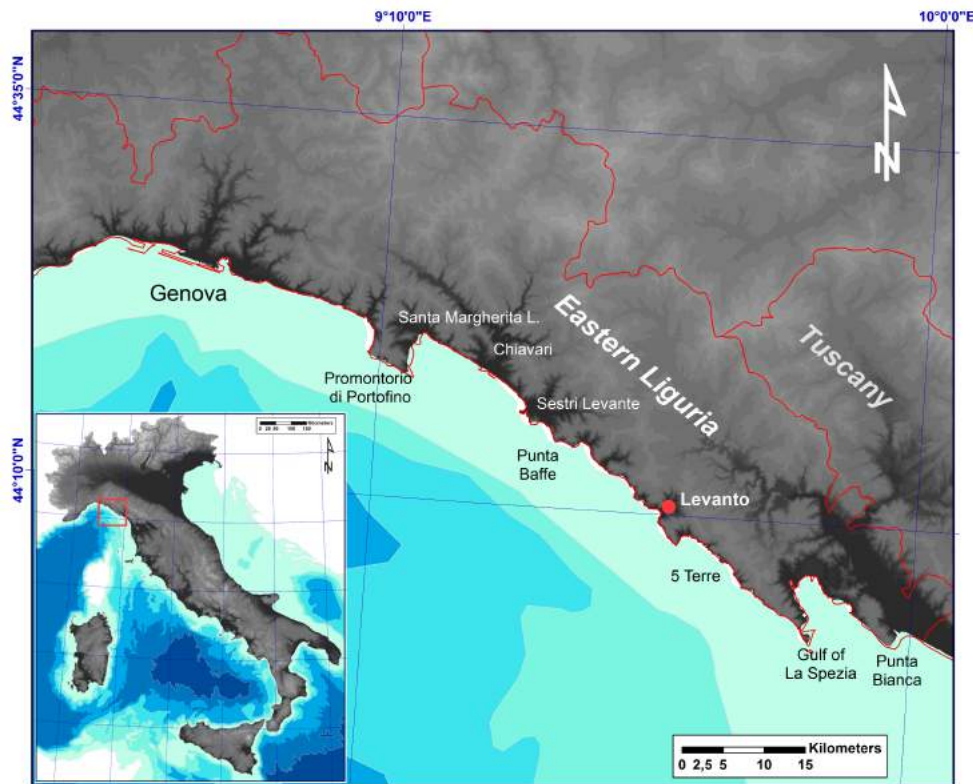 9°10'0"E
10°0'0"E
44°35'0"N
N
Genova
Santa Margherita L.
Chiavari
Eastern Liguria
Tuscany
Promontorio
di Portofino
Sestri Levante
Punta
Baffe
44°10'0"N
Levanto
5 Terre
Gulf of
La Spezia
Punta
Bianca
Kilometers
0 2,5 5 10 15
Kilometers
N